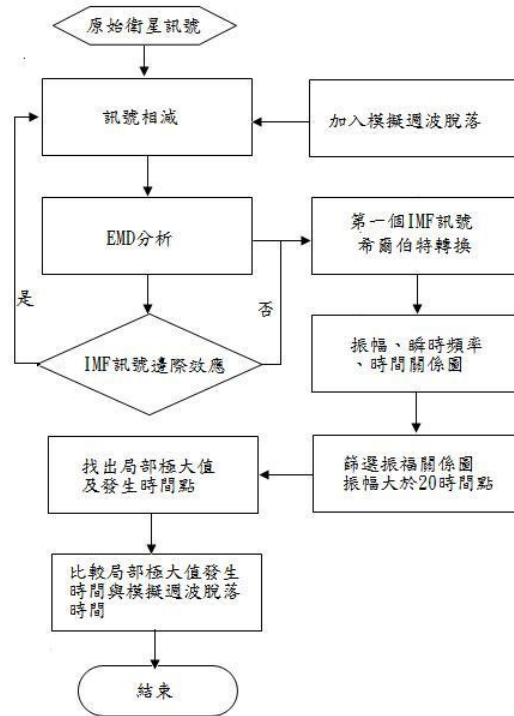 原始衛星訊號
訊號相減
加入模擬週波脫落
EMD分析
第一個IMF訊號
希爾伯特轉換
是
否
IMF訊號邊際效應
振幅、瞬時頻率
、時間關係圖
篩選振福關係圖
振幅大於20時間點
找出局部極大值
及發生時間點
比較局部極大值發生
時間與模擬週波脫落
時間
結束